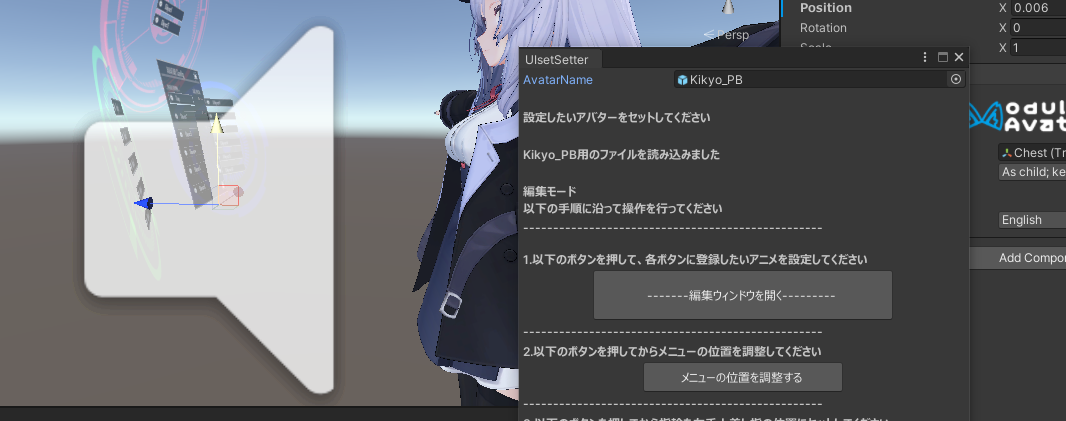 Position
X 0.006
Rotation
X 0
Scale
X 1
Persp
UIsetSetter
AvatarName
Kikyo_PB
設定したいアバターをセットしてください
Kikyo_PB用のファイルを読み込みました
編集モード
以下の手順に沿って操作を行ってください
--------------------------------------------------
1.以下のボタンを押して、各ボタンに登録したいアニメを設定してください
-------編集ウィンドウを開く---------
--------------------------------------------------
2.以下のボタンを押してからメニューの位置を調整してください
メニューの位置を調整する
--------------------------------------------------
odul
Avat
Chest (Tr
As child; ke
English
Add Compo